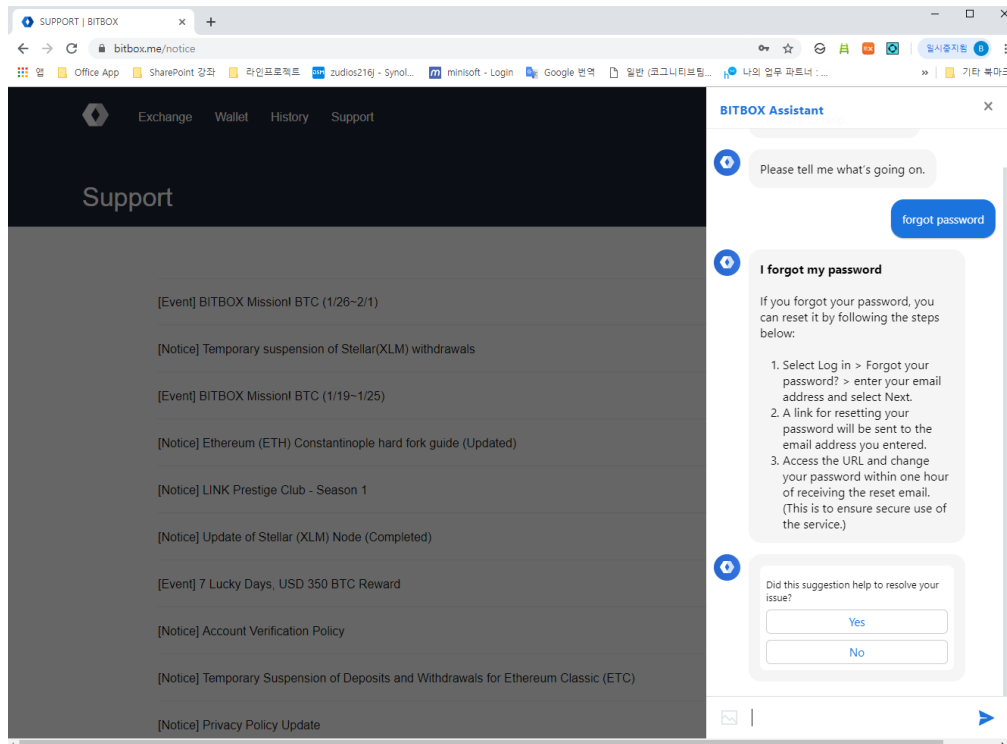 SUPPORT | BITBOX
bitbox.me/notice
일시중지됨 B
앱 Office App SharePoint 강좌 라인프로젝트 zudios216j - Synol... minisoft - Login Google 번역 일반 (코그니티브팀... 나의 업무 파트너 : ... » 기타 북마크
Exchange Wallet History Support
Support
[Event] BITBOX Mission! BTC (1/26~2/1)
[Notice] Temporary suspension of Stellar(XLM) withdrawals
[Event] BITBOX Mission! BTC (1/19~1/25)
[Notice] Ethereum (ETH) Constantinople hard fork guide (Updated)
[Notice] LINK Prestige Club - Season 1
[Notice] Update of Stellar (XLM) Node (Completed)
[Event] 7 Lucky Days, USD 350 BTC Reward
[Notice] Account Verification Policy
[Notice] Temporary Suspension of Deposits and Withdrawals for Ethereum Classic (ETC)
[Notice] Privacy Policy Update
BITBOX Assistant
Please tell me what's going on.
forgot password
I forgot my password
If you forgot your password, you
can reset it by following the steps
below:
1. Select Log in > Forgot your
password? > enter your email
address and select Next.
2. A link for resetting your
password will be sent to the
email address you entered.
3. Access the URL and change
your password within one hour
of receiving the reset email.
(This is to ensure secure use of
the service.)
Did this suggestion help to resolve your
issue?
Yes
No